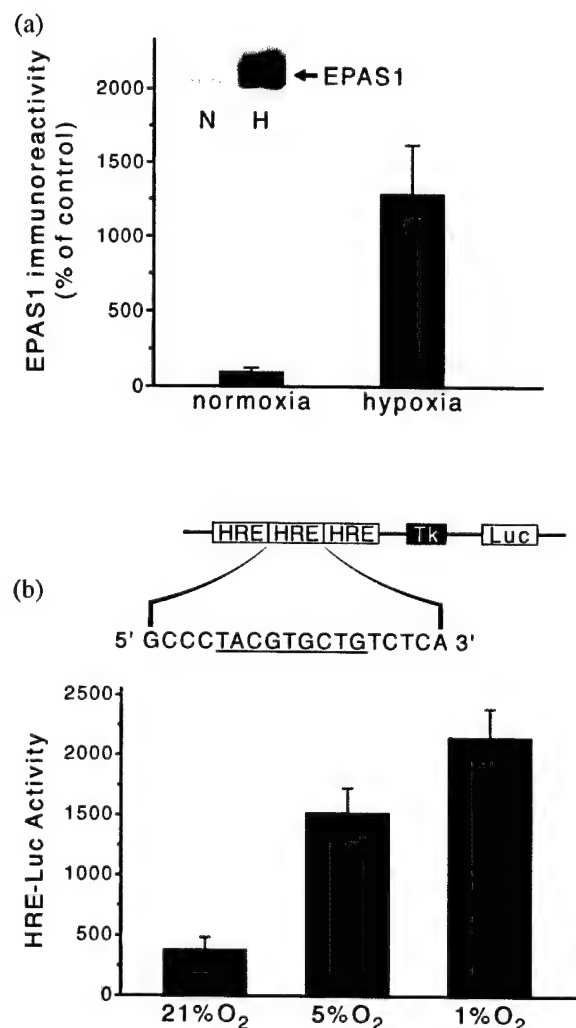 (a)
EPAS1 immunoreactivity
(% of control)
2000
1500
1000
500
0
EPAS1
N H
normoxia hypoxia
HRE HRE HRE Tk Luc
(b)
5' GCCCTACGTGCTGTCTCA 3'
HRE-Luc Activity
2500
2000
1500
1000
500
0
21%O₂ 5%O₂ 1%O₂